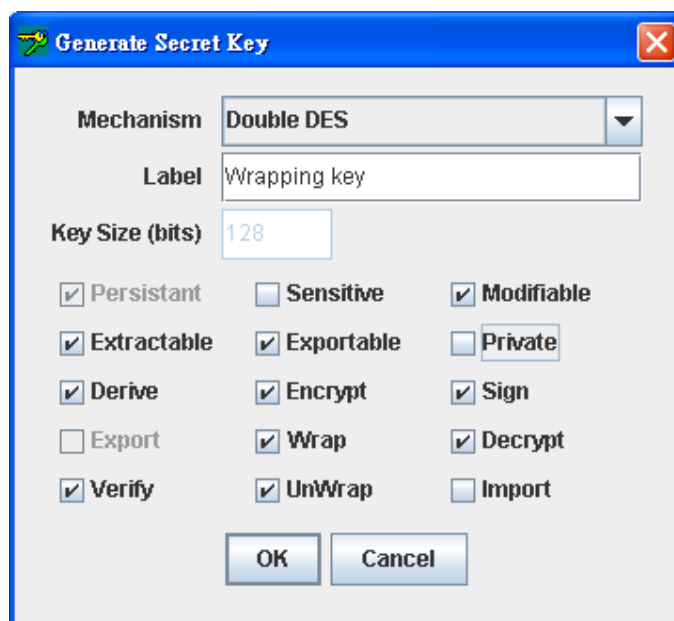 Generate Secret Key
Mechanism Double DES
Label Wrapping key
Key Size (bits) 128
Persistant Sensitive Modifiable
Extractable Exportable Private
Derive Encrypt Sign
Export Wrap Decrypt
Verify UnWrap Import
OK Cancel